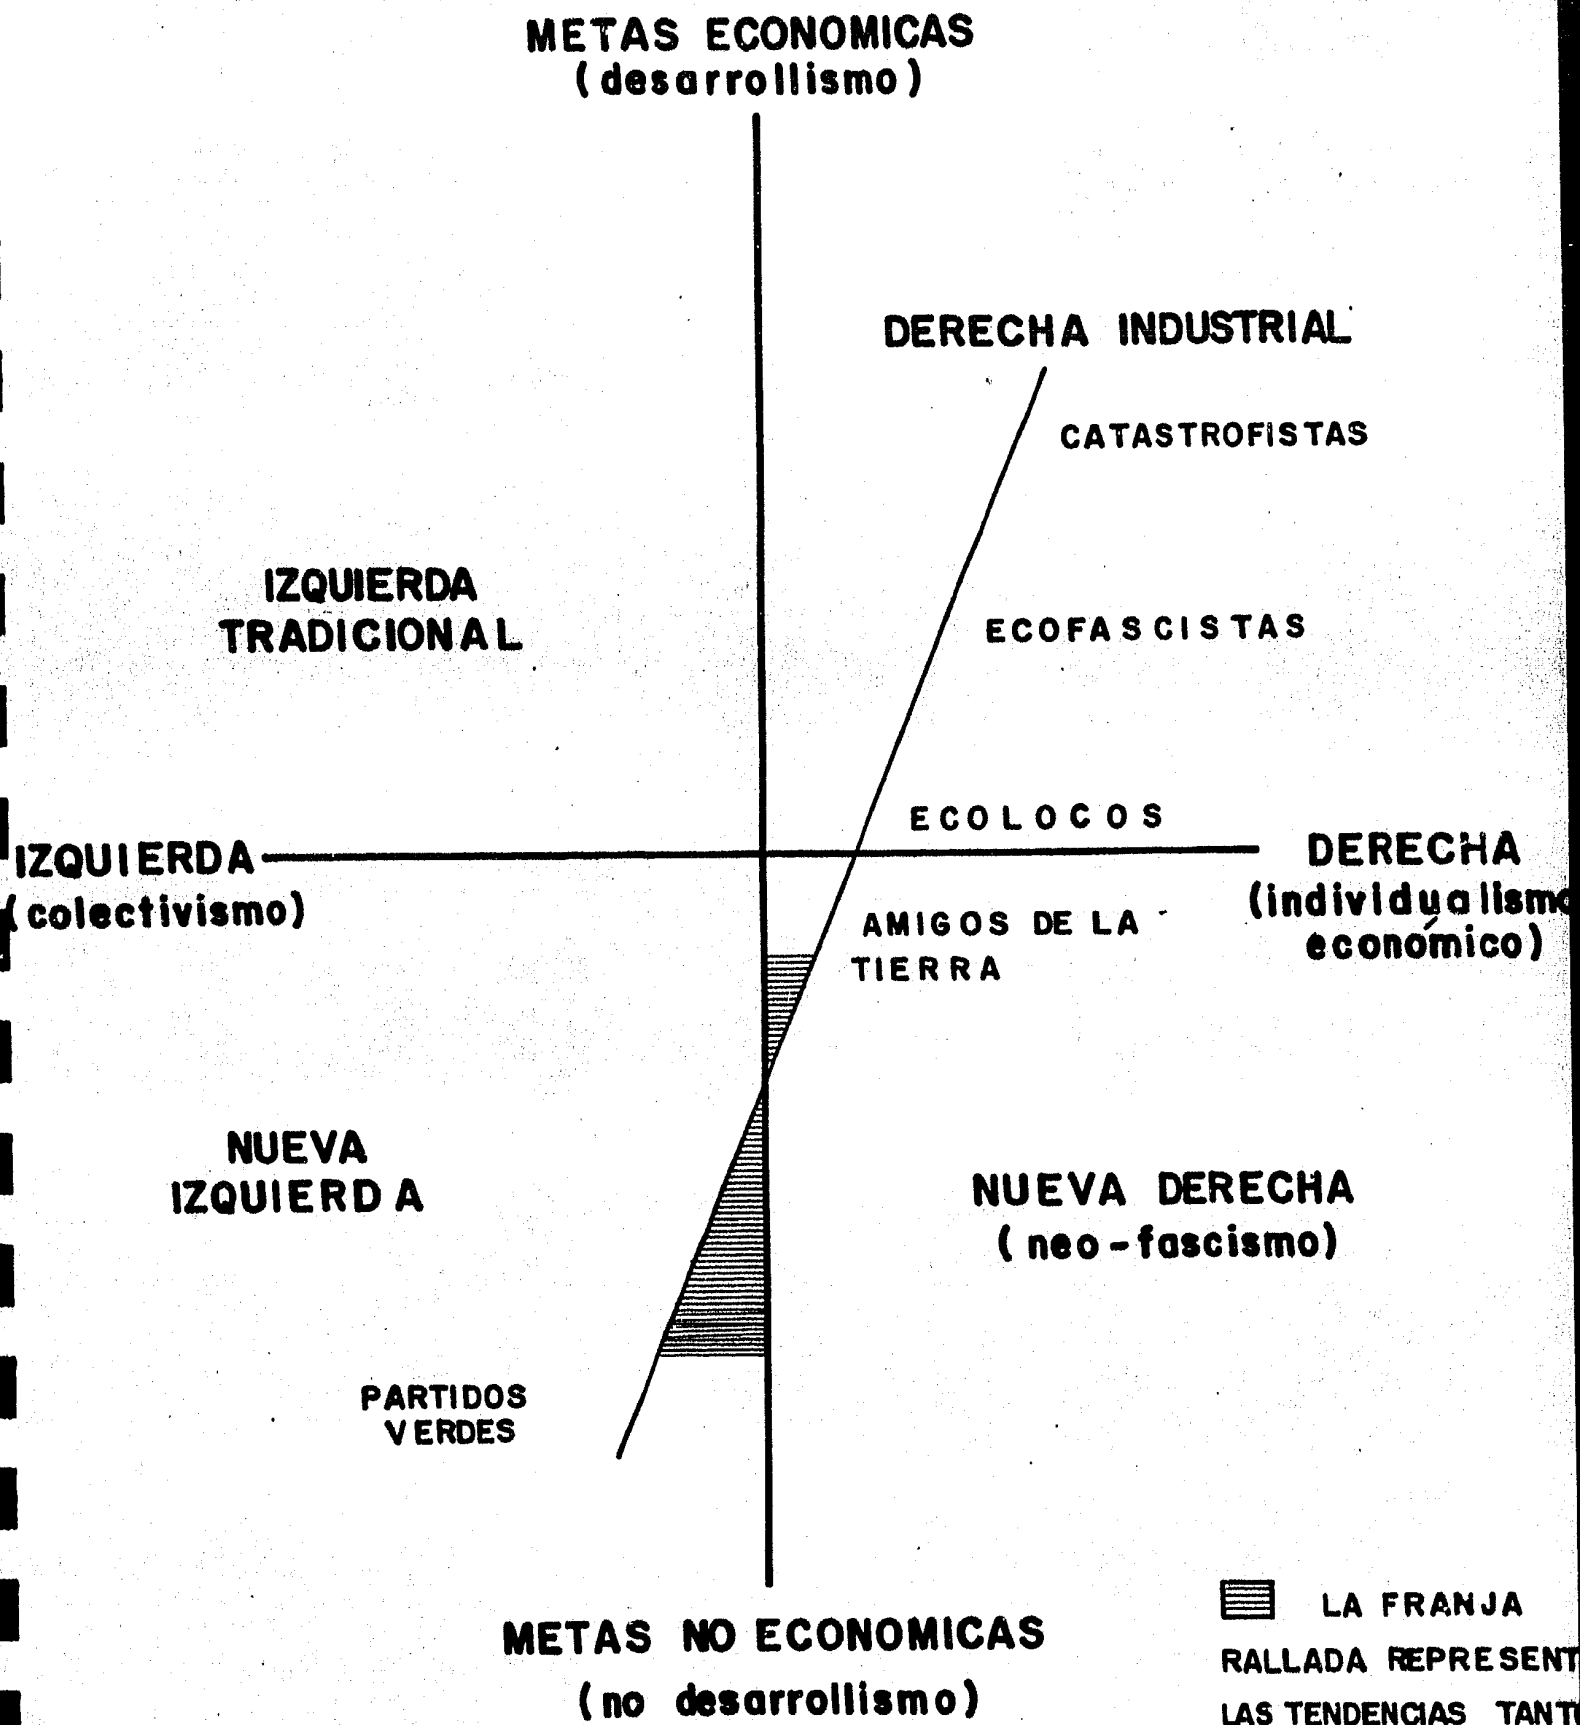 METAS ECONOMICAS
(desarrollismo)
DERECHA INDUSTRIAL
CATASTROFISTAS
IZQUIERDA
TRADICIONAL
ECOFASCISTAS
ECOLOCOS
IZQUIERDA
(colectivismo)
DERECHA
(individualismo
económico)
AMIGOS DE LA
TIERRA
NUEVA
IZQUIERDA
NUEVA DERECHA
(neo-fascismo)
PARTIDOS
VERDES
METAS NO ECONOMICAS
(no desarrollismo)
LA FRANJA
RALLADA REPRESENT
LAS TENDENCIAS TANT